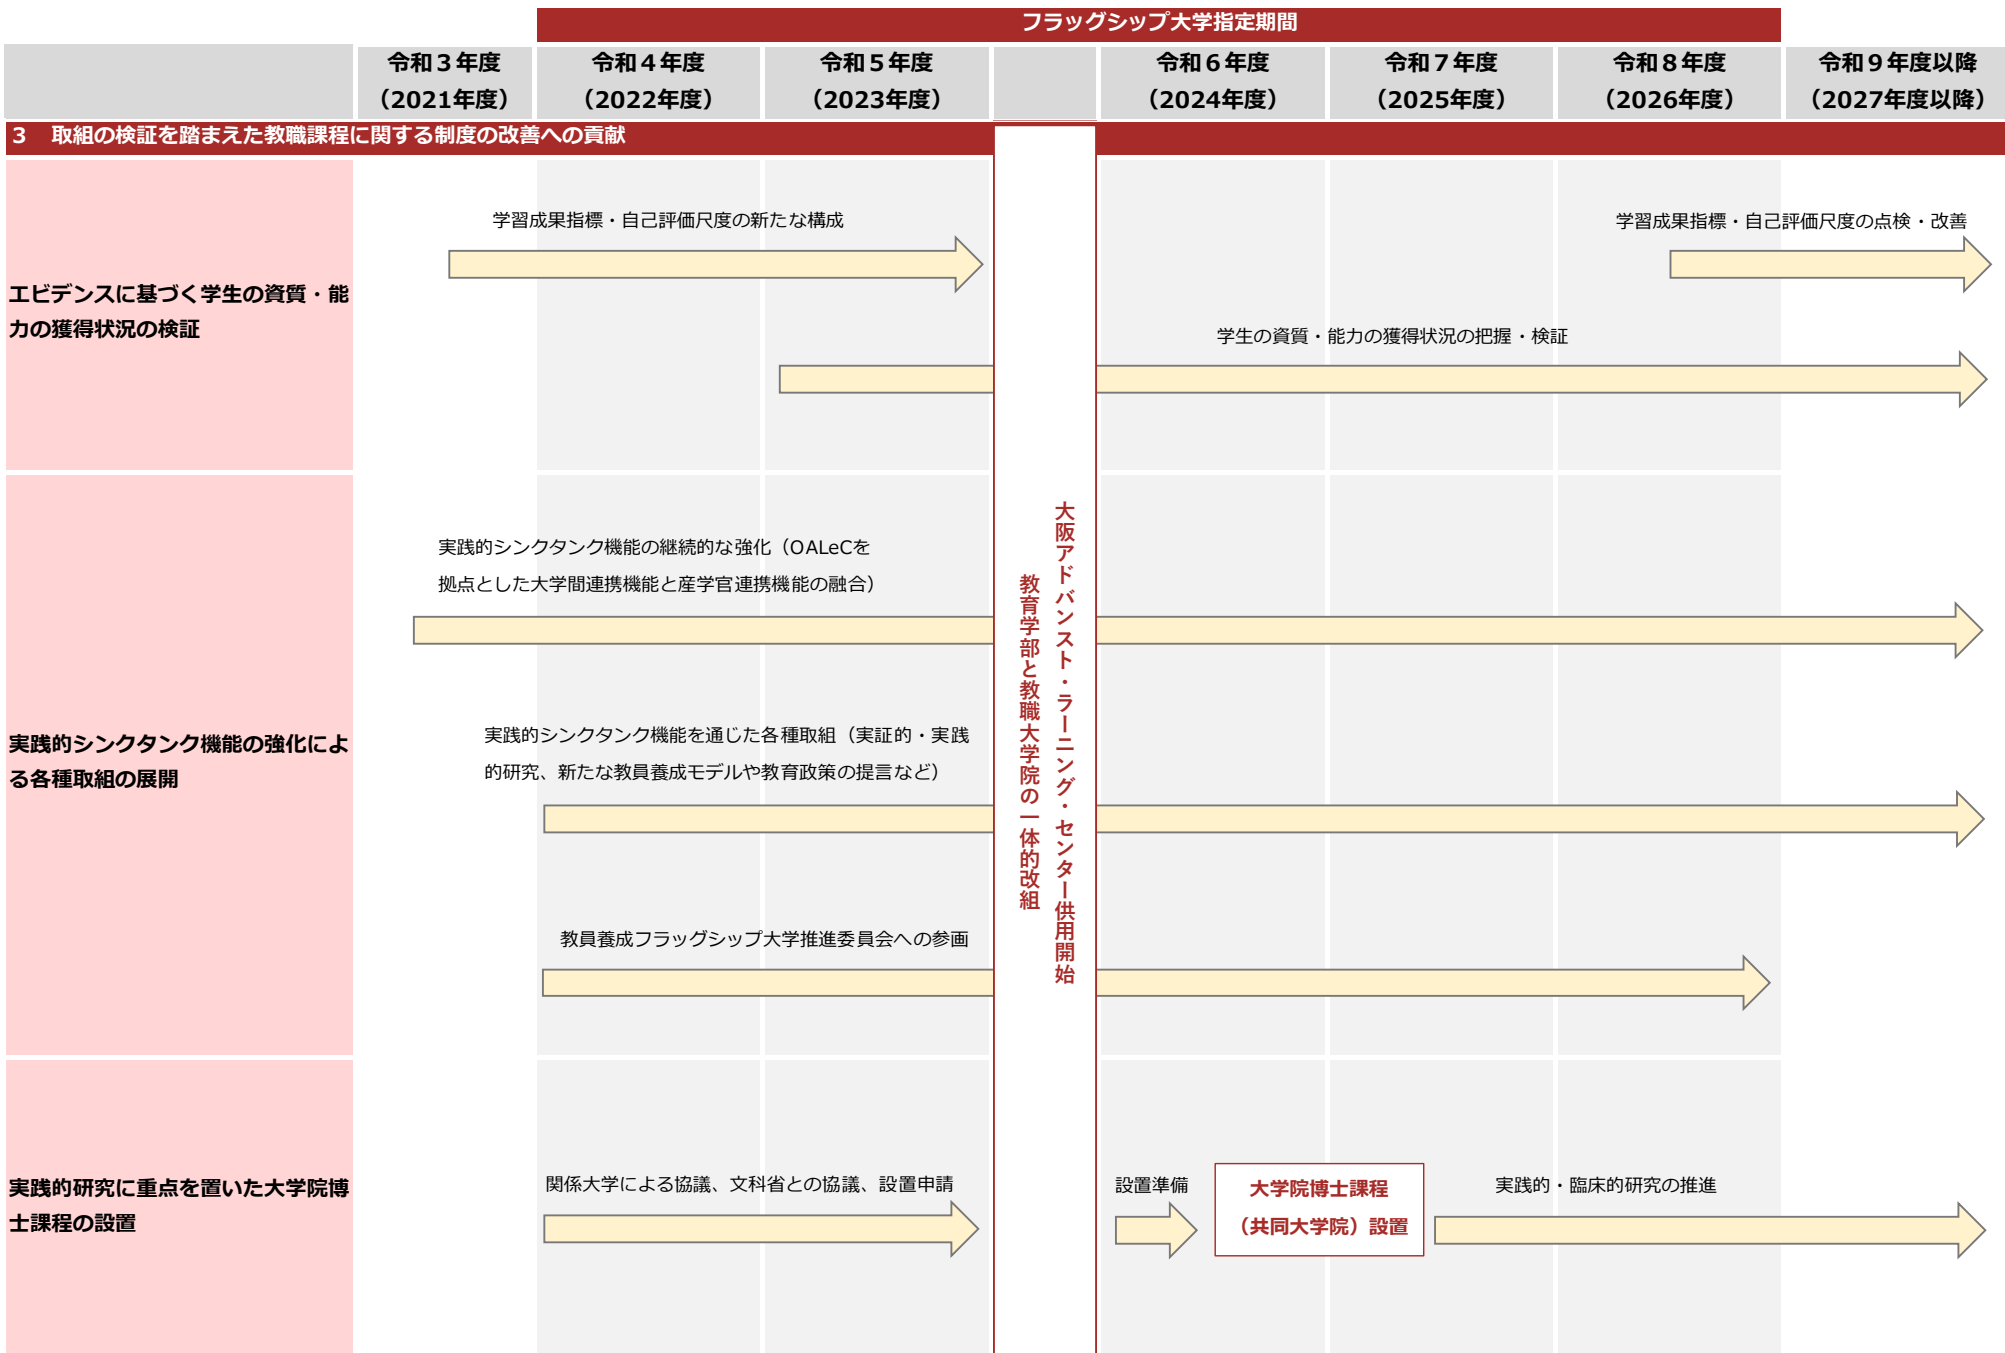 フラッグシップ大学指定期間
令和３年度
（2021年度）
令和４年度
（2022年度）
令和５年度
（2023年度）
令和６年度
（2024年度）
令和７年度
（2025年度）
令和８年度
（2026年度）
令和９年度以降
（2027年度以降）
３　取組の検証を踏まえた教職課程に関する制度の改善への貢献
エビデンスに基づく学生の資質・能
力の獲得状況の検証
学習成果指標・自己評価尺度の新たな構成
学習成果指標・自己評価尺度の点検・改善
学生の資質・能力の獲得状況の把握・検証
大阪アドバンスト・ラーニング・センター供用開始
教育学部と教職大学院の一体的改組
実践的シンクタンク機能の強化によ
る各種取組の展開
実践的シンクタンク機能の継続的な強化（OALeCを
拠点とした大学間連携機能と産学官連携機能の融合）
実践的シンクタンク機能を通じた各種取組（実証的・実践
的研究、新たな教員養成モデルや教育政策の提言など）
教員養成フラッグシップ大学推進委員会への参画
実践的研究に重点を置いた大学院博
士課程の設置
関係大学による協議、文科省との協議、設置申請
設置準備
大学院博士課程
（共同大学院）設置
実践的・臨床的研究の推進